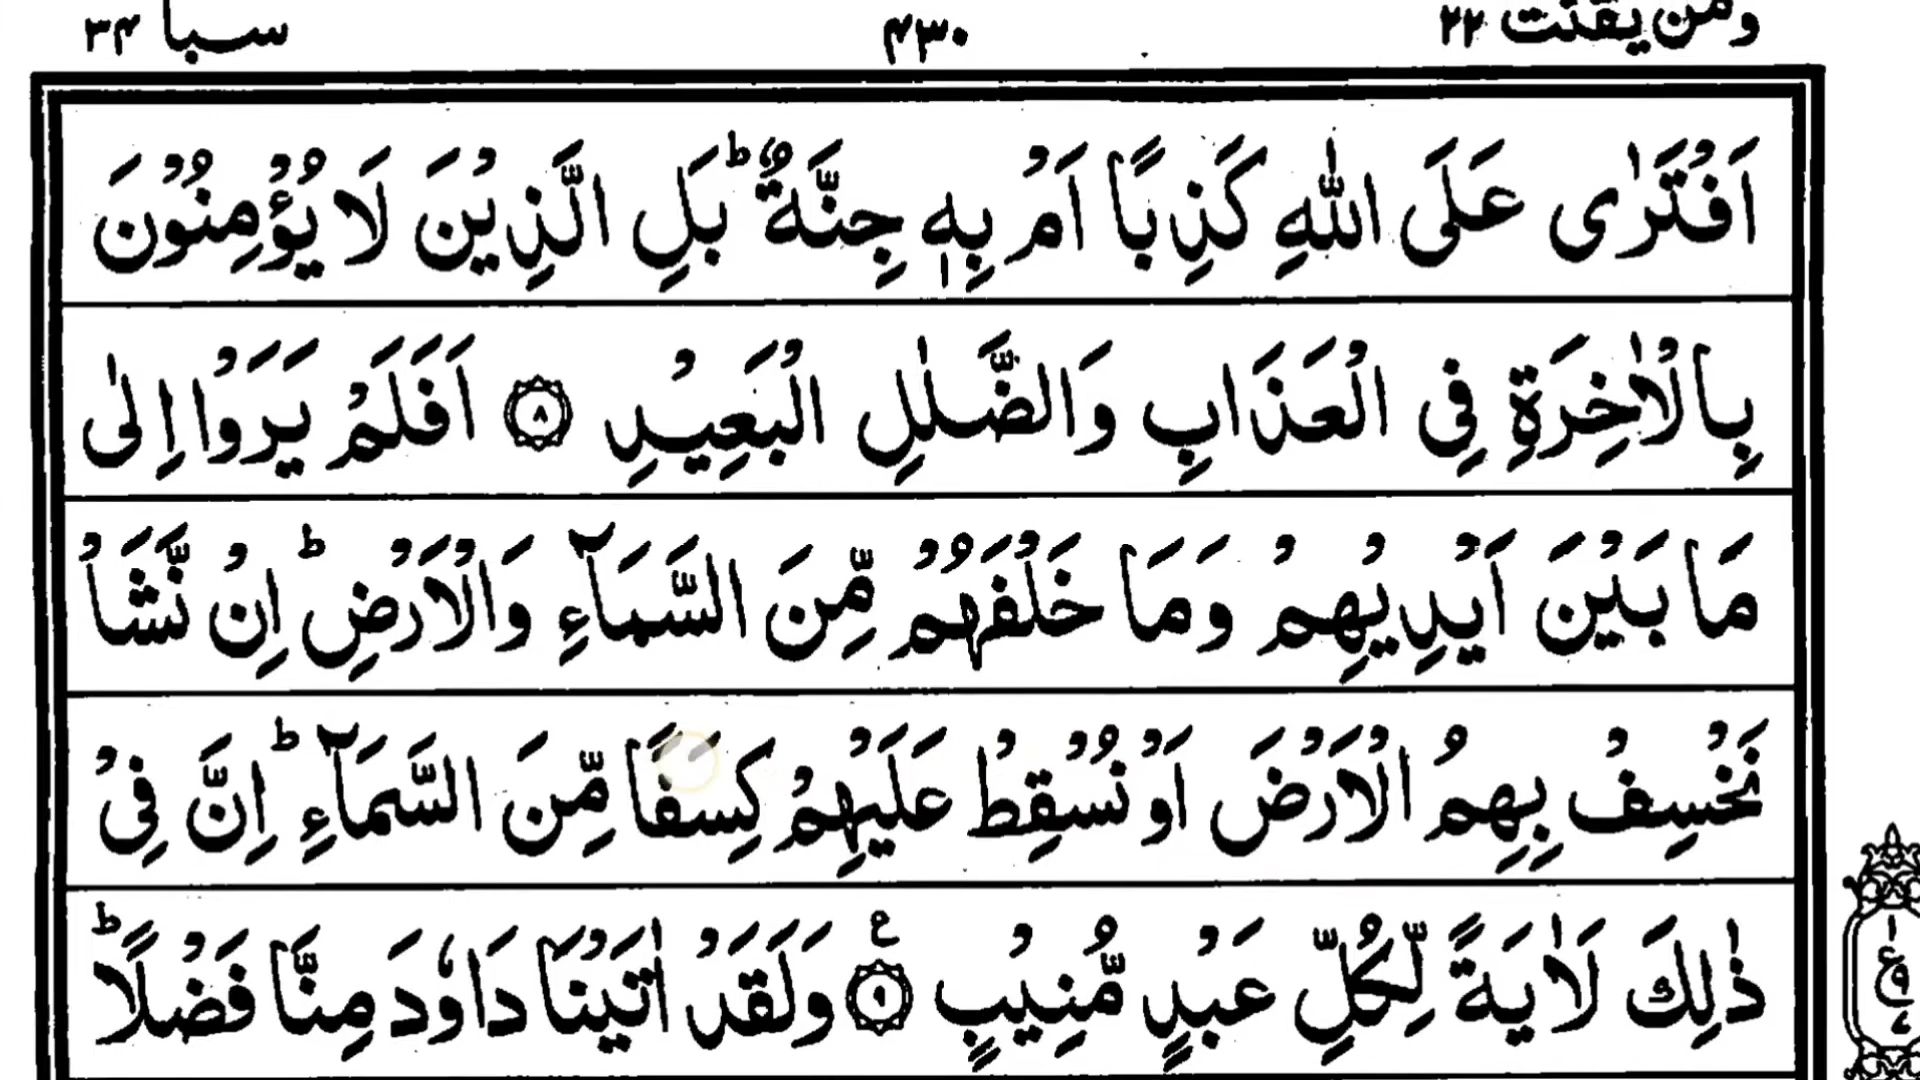 ومن يقنت ٢٢ ٤٣٠ سبا ٣٤
اَفْتَرٰى عَلَى اللّٰهِ كَذِبًا اَمْ بِهٖ جِنَّةٌ ؕ بَلِ الَّذِيْنَ لَا يُؤْمِنُوْنَ
بِالْاٰخِرَةِ فِى الْعَذَابِ وَالضَّلٰلِ الْبَعِيْدِ ۝٨ اَفَلَمْ يَرَوْا اِلٰى
مَا بَيْنَ اَيْدِيْهِمْ وَمَا خَلْفَهُمْ مِّنَ السَّمَآءِ وَالْاَرْضِ ؕ اِنْ نَّشَاْ
نَخْسِفْ بِهِمُ الْاَرْضَ اَوْ نُسْقِطْ عَلَيْهِمْ كِسَفًا مِّنَ السَّمَآءِ ؕ اِنَّ فِىْ
ذٰلِكَ لَاٰيَةً لِّكُلِّ عَبْدٍ مُّنِيْبٍ ۝٩ ع وَلَقَدْ اٰتَيْنَا دَاوٗدَ مِنَّا فَضْلًا ؕ